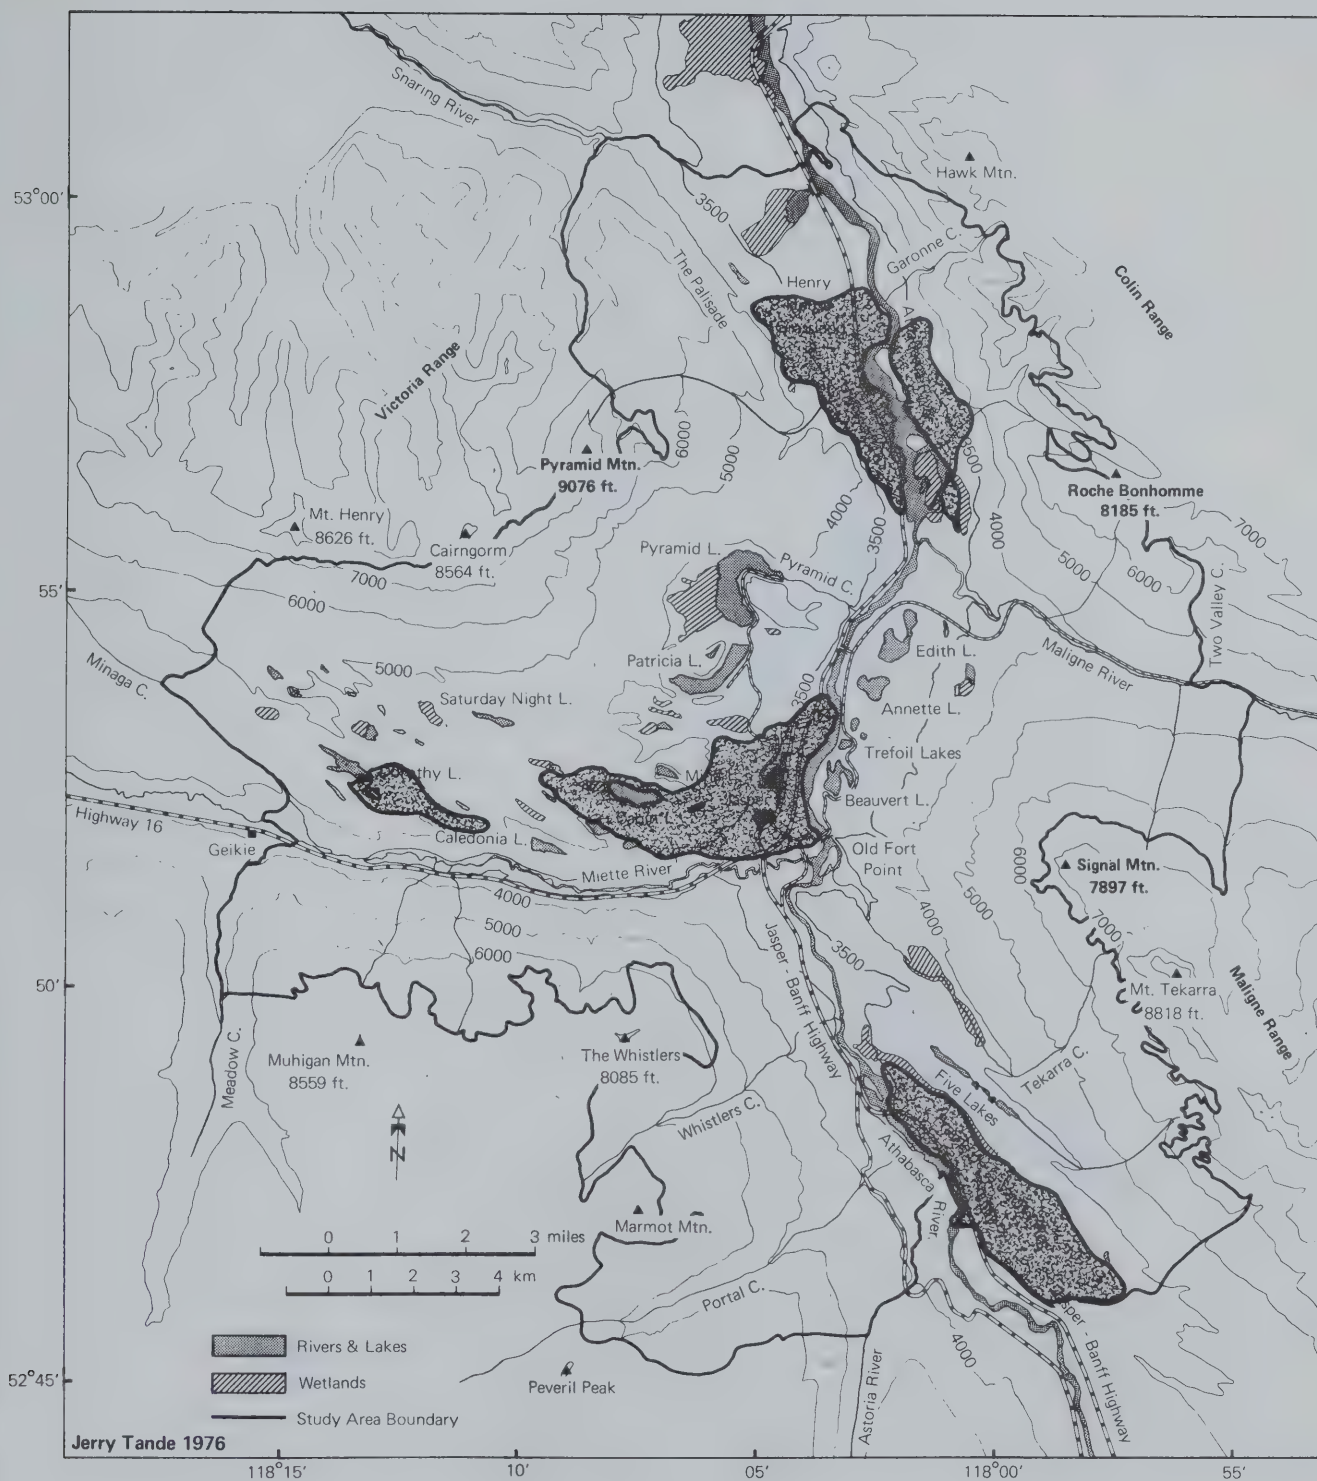 Snaring River
53°00'
Hawk Mtn.
3500
Garonne C.
The Palisade
Henry
Colin Range
Victoria Range
6000
5000
3500
Pyramid Mtn.
9076 ft.
Roche Bonhomme
8185 ft.
4000
3500
4000
7000
Mt. Henry
8626 ft.
Cairngorm
8564 ft.
Pyramid L.
Pyramid C.
5000
6000
7000
55'
6000
Two Valley C.
Edith L.
Maligne River
Patricia L.
Minaga C.
5000
3500
Saturday Night L.
Annette L.
Trefoil Lakes
Beauvert L.
Highway 16
Geikie
Caledonia L.
Old Fort
Point
Miette River
6000
Signal Mtn.
7897 ft.
4000
5000
6000
4000
5000
7000
3500
Jasper - Banff Highway
50'
Mt. Tekarra
8818 ft.
Maligne Range
Meadow C.
Muhigan Mtn.
8559 ft.
The Whistlers
8085 ft.
Five Lakes
Tekarra C.
Whistlers C.
N
Athabasca
River.
Marmot Mtn.
0 1 2 3 miles
0 1 2 3 4 km
Portal C.
Rivers & Lakes
Wetlands
Study Area Boundary
Peveril Peak
4000
Astoria River
Jasper - Banff Highway
52°45'
Jerry Tande 1976
118°15' 10' 05' 118°00' 55'